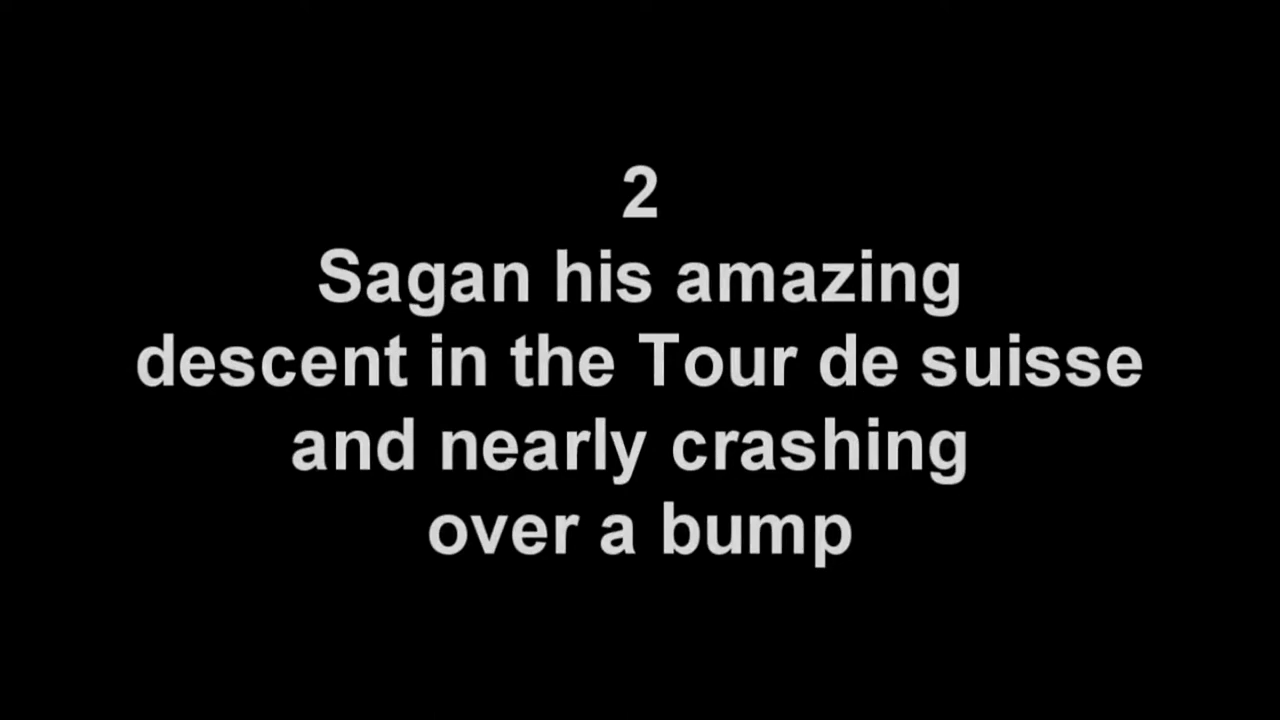 2
Sagan his amazing
descent in the Tour de suisse
and nearly crashing
over a bump